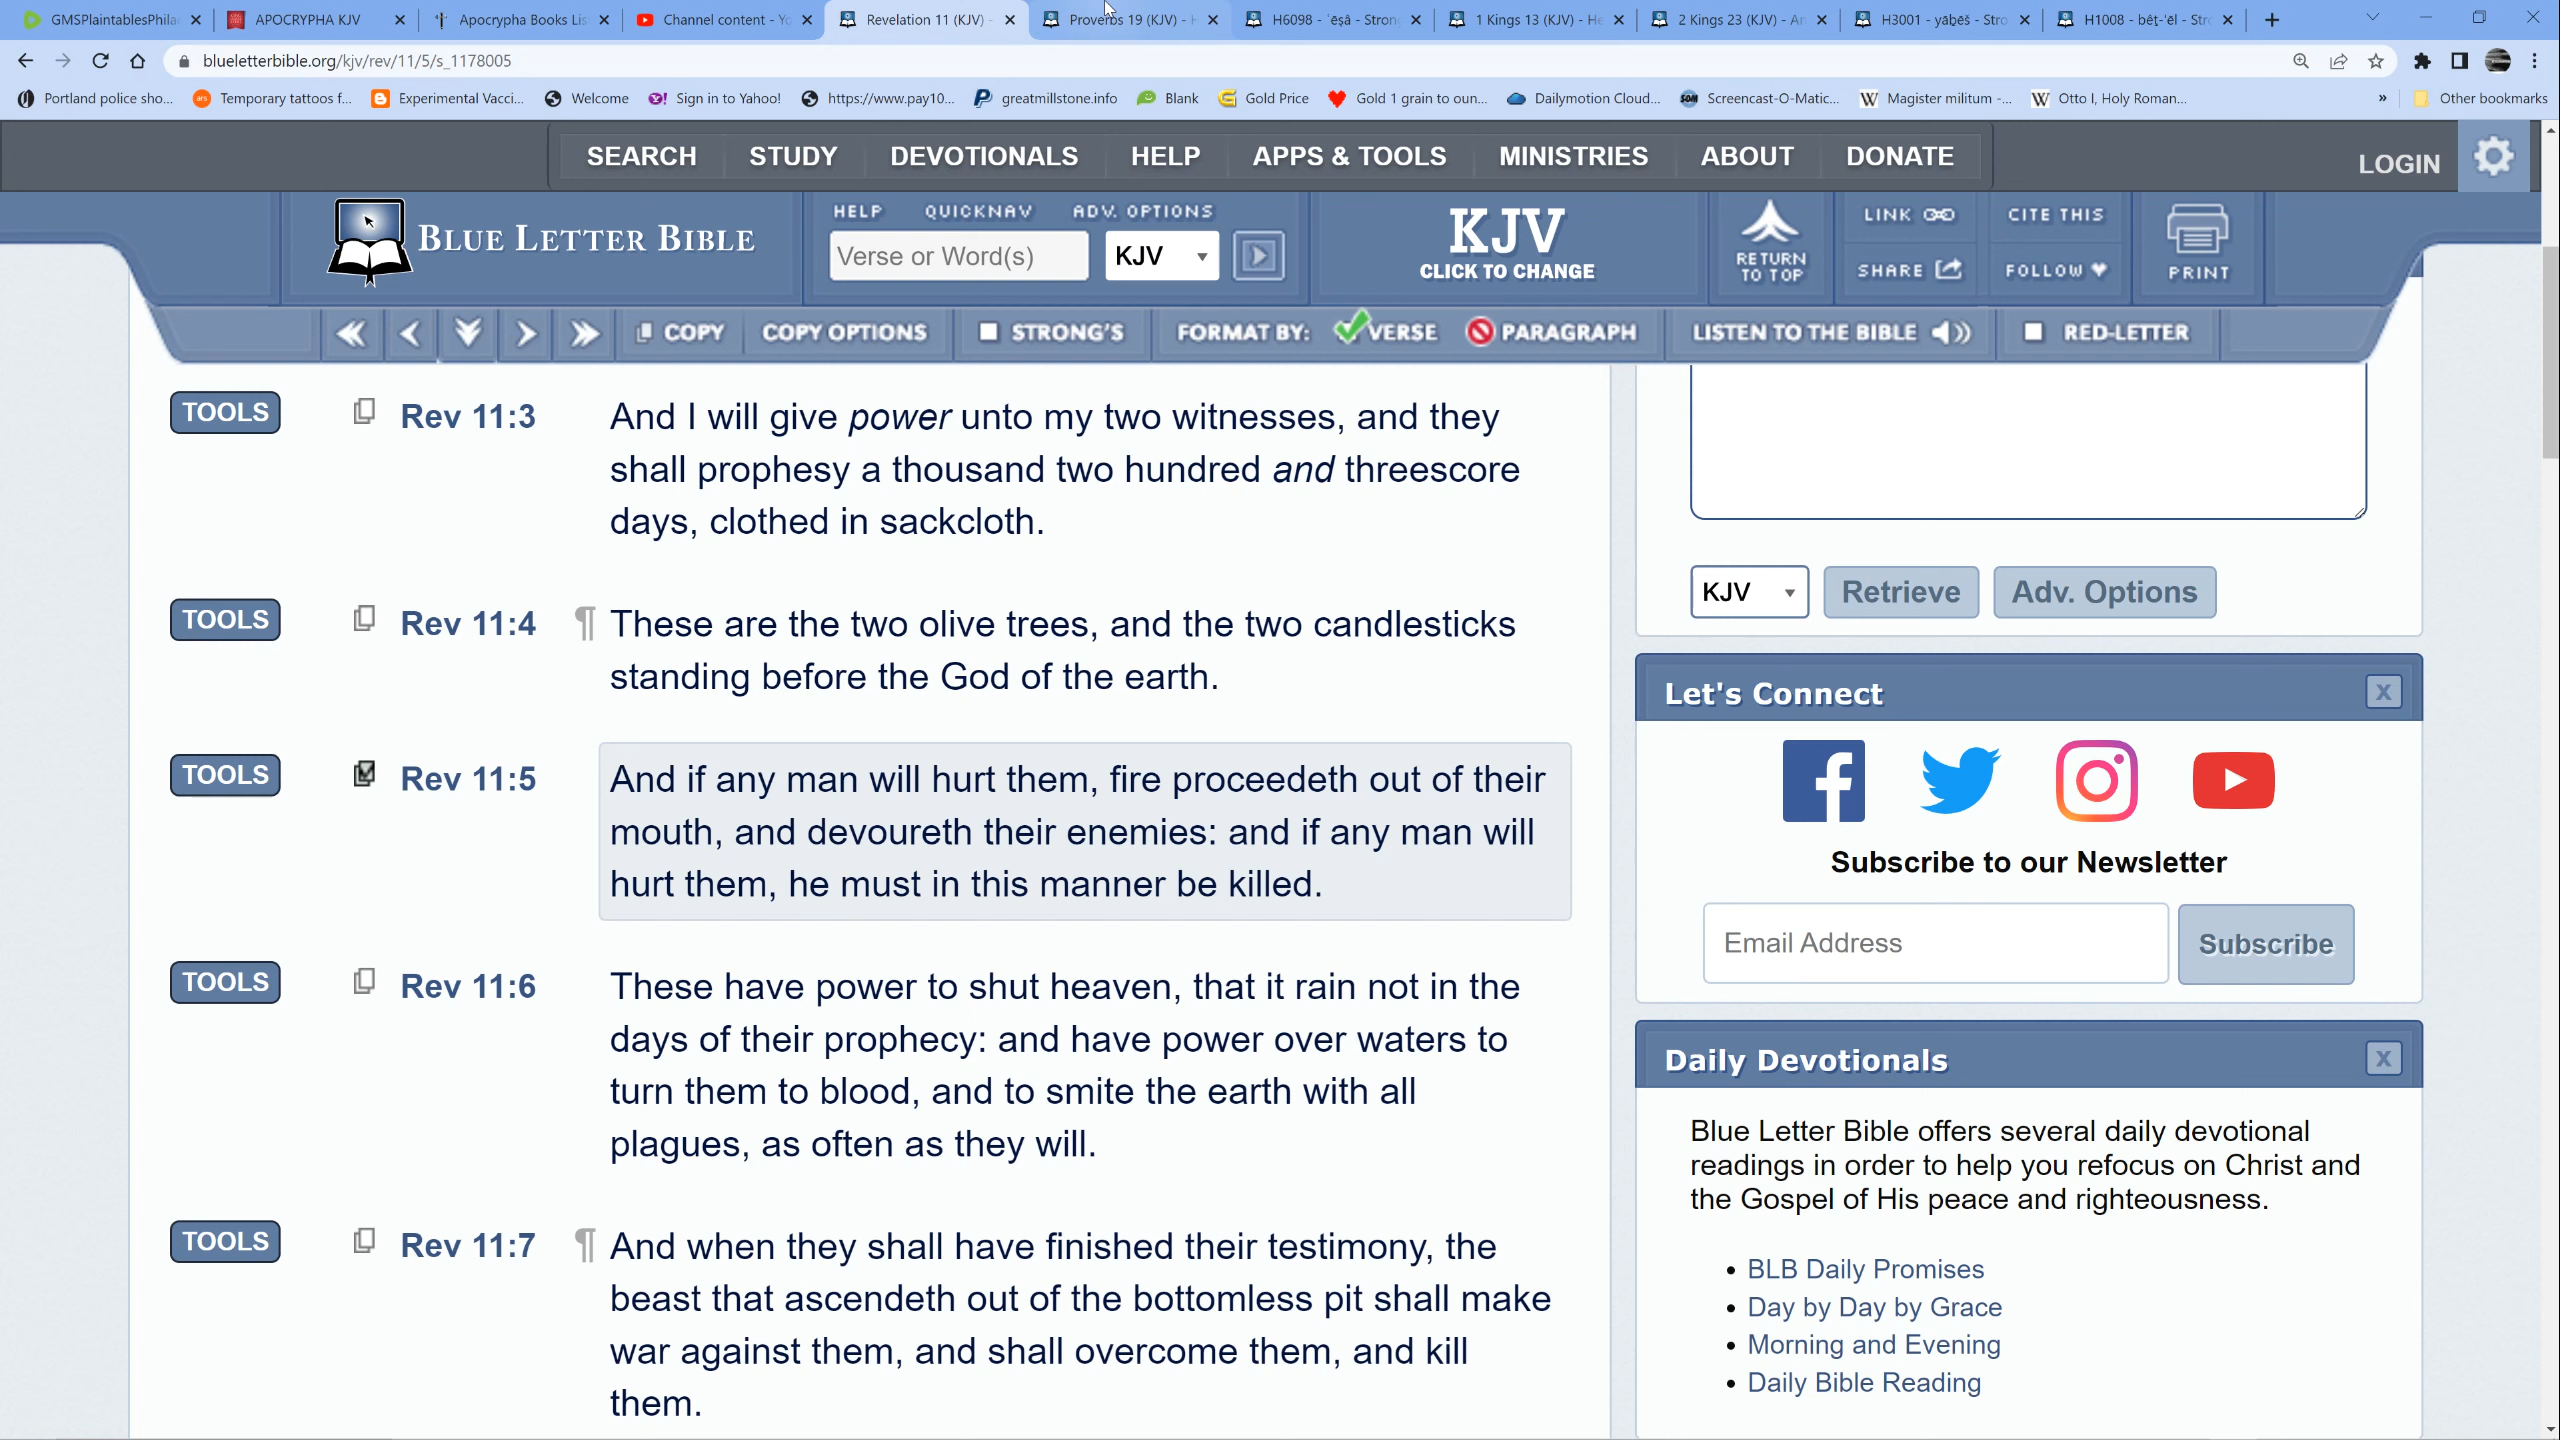 GMSPlaintablesPhila
APOCRYPHA KJV
Apocrypha Books Lis
Channel content - Yo
Revelation 11 (KJV) -
Proverbs 19 (KJV) - H
H6098 - ʿēṣâ - Strong
1 Kings 13 (KJV) - He
2 Kings 23 (KJV) - An
H3001 - yāḇēš - Stro
H1008 - bêṯ-'ēl - Stro
blueletterbible.org/kjv/rev/11/5/s_1178005
Portland police sho...
Temporary tattoos f...
Experimental Vacci...
Welcome
Sign in to Yahoo!
https://www.pay10...
greatmillstone.info
Blank
Gold Price
Gold 1 grain to oun...
Dailymotion Cloud...
Screencast-O-Matic...
Magister militum -...
Otto I, Holy Roman...
»
Other bookmarks
SEARCH
STUDY
DEVOTIONALS
HELP
APPS & TOOLS
MINISTRIES
ABOUT
DONATE
LOGIN
BLUE LETTER BIBLE
HELP
QUICKNAV
ADV. OPTIONS
Verse or Word(s)
KJV
KJV
CLICK TO CHANGE
RETURN
TO TOP
LINK
CITE THIS
SHARE
FOLLOW
PRINT
COPY
COPY OPTIONS
STRONG'S
FORMAT BY:
VERSE
PARAGRAPH
LISTEN TO THE BIBLE
RED-LETTER
TOOLS
Rev 11:3
And I will give power unto my two witnesses, and they
shall prophesy a thousand two hundred and threescore
days, clothed in sackcloth.
TOOLS
Rev 11:4
¶ These are the two olive trees, and the two candlesticks
standing before the God of the earth.
TOOLS
Rev 11:5
And if any man will hurt them, fire proceedeth out of their
mouth, and devoureth their enemies: and if any man will
hurt them, he must in this manner be killed.
TOOLS
Rev 11:6
These have power to shut heaven, that it rain not in the
days of their prophecy: and have power over waters to
turn them to blood, and to smite the earth with all
plagues, as often as they will.
TOOLS
Rev 11:7
¶ And when they shall have finished their testimony, the
beast that ascendeth out of the bottomless pit shall make
war against them, and shall overcome them, and kill
them.
KJV
Retrieve
Adv. Options
Let's Connect
X
Subscribe to our Newsletter
Email Address
Subscribe
Daily Devotionals
X
Blue Letter Bible offers several daily devotional
readings in order to help you refocus on Christ and
the Gospel of His peace and righteousness.
• BLB Daily Promises
• Day by Day by Grace
• Morning and Evening
• Daily Bible Reading